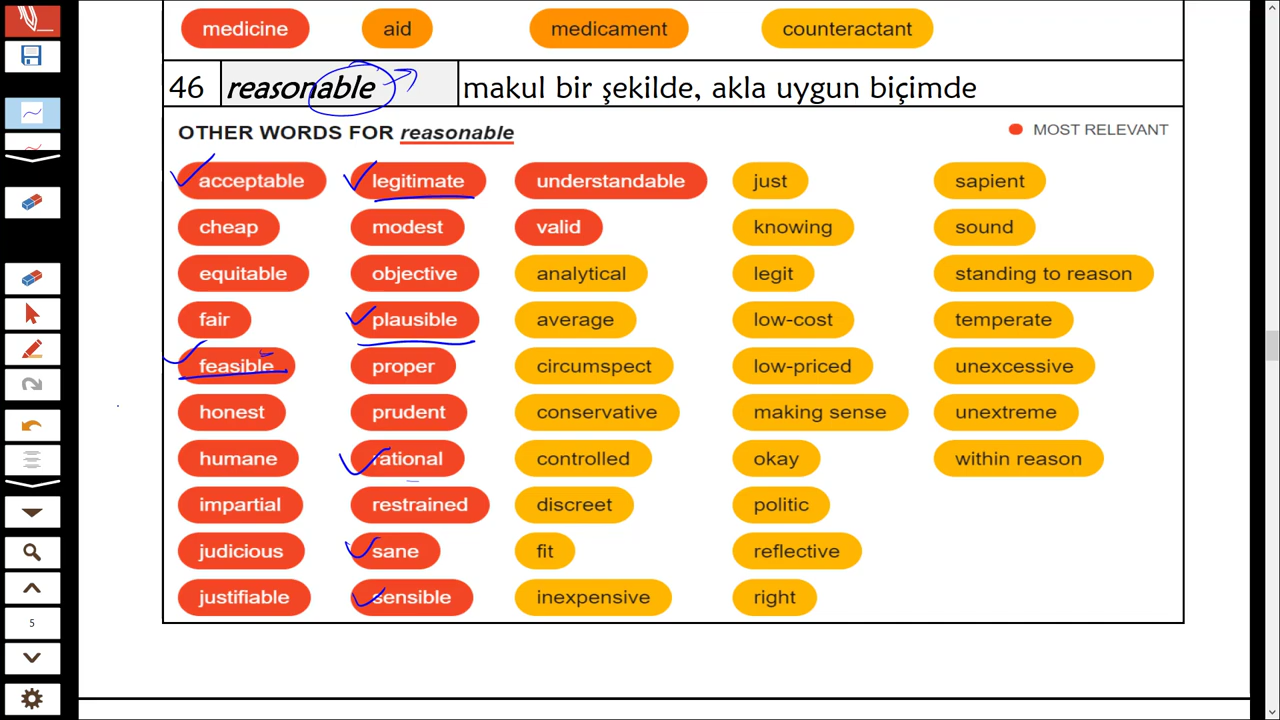 medicine aid medicament counteractant
46 reasonable makul bir şekilde, akla uygun biçimde
OTHER WORDS FOR reasonable MOST RELEVANT
acceptable legitimate understandable just sapient
cheap modest valid knowing sound
equitable objective analytical legit standing to reason
fair plausible average low-cost temperate
feasible proper circumspect low-priced unexcessive
honest prudent conservative making sense unextreme
humane rational controlled okay within reason
impartial restrained discreet politic
judicious sane fit reflective
justifiable sensible inexpensive right
5